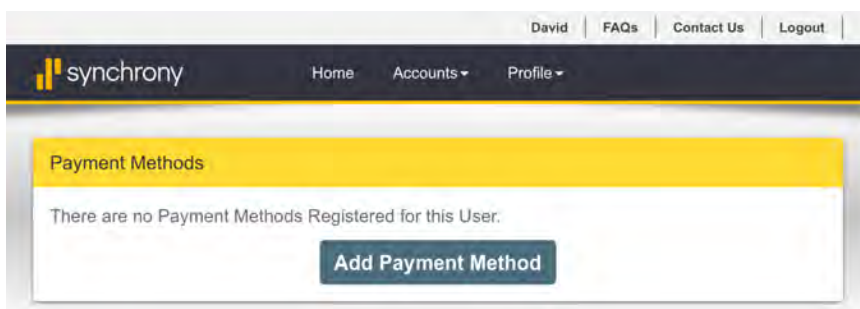 David FAQs Contact Us Logout
synchrony Home Accounts Profile
Payment Methods
There are no Payment Methods Registered for this User.
Add Payment Method